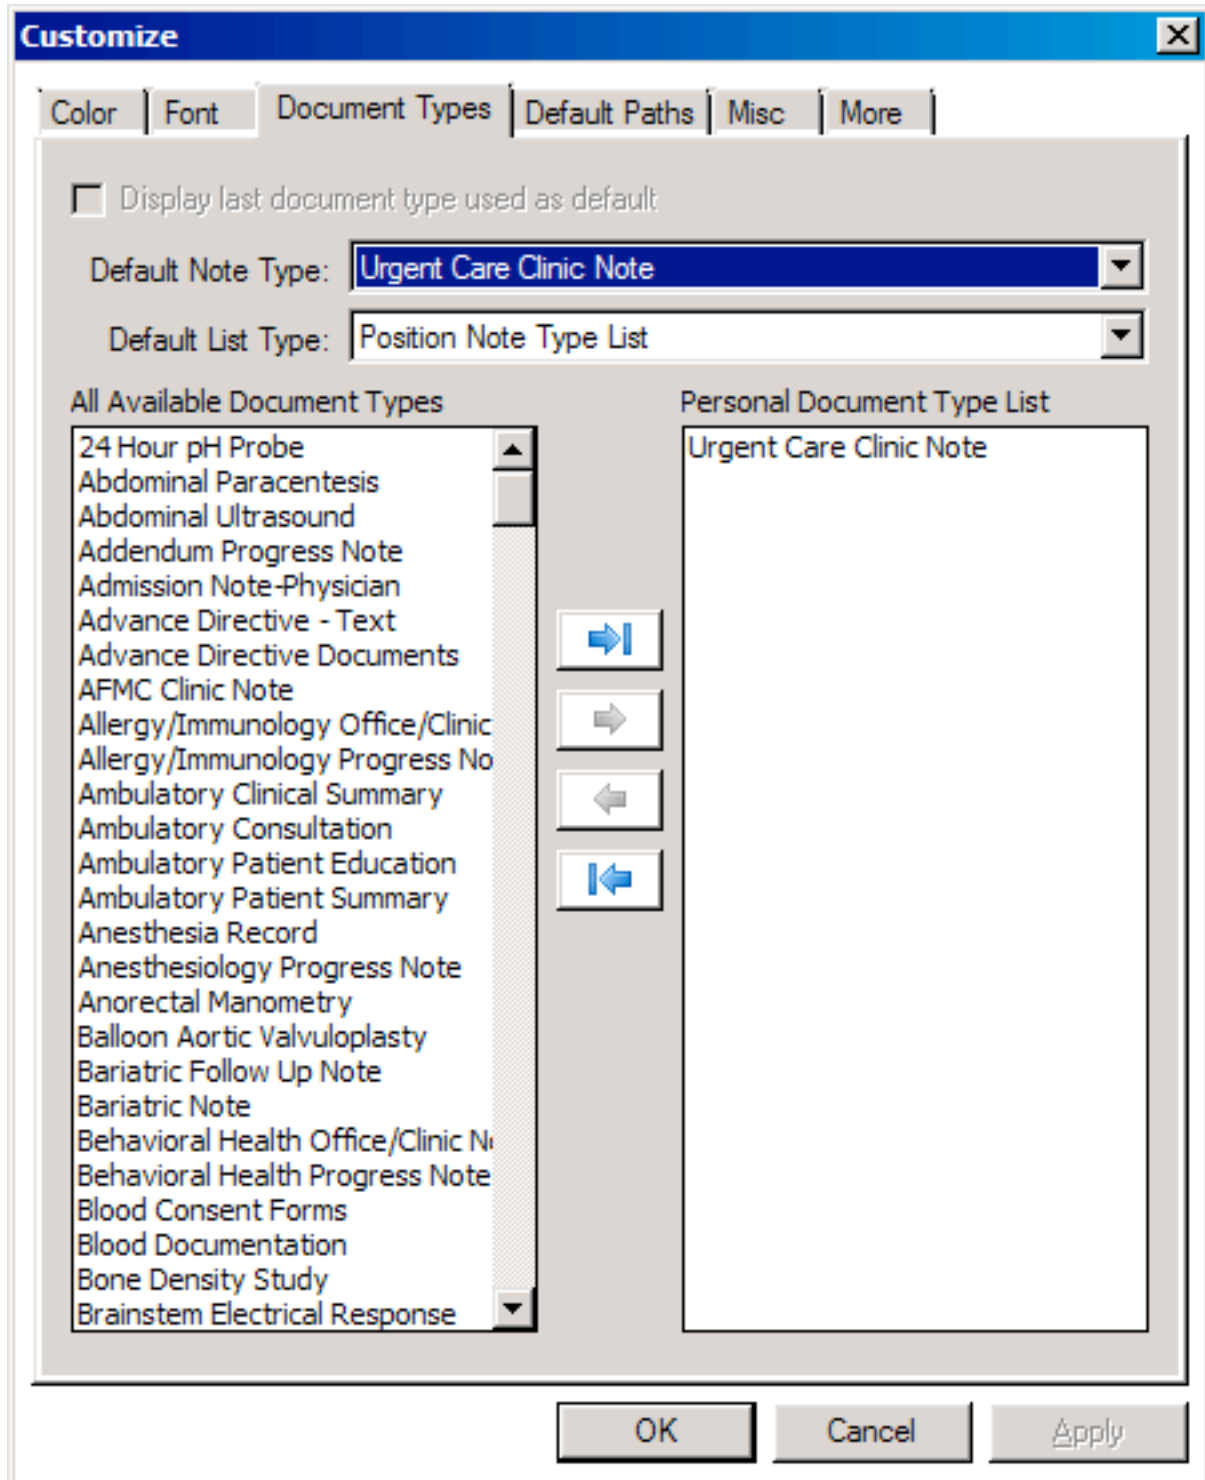 Customize
Color Font Document Types Default Paths Misc More
Display last document type used as default
Default Note Type: Urgent Care Clinic Note
Default List Type: Position Note Type List
All Available Document Types
24 Hour pH Probe
Abdominal Paracentesis
Abdominal Ultrasound
Addendum Progress Note
Admission Note-Physician
Advance Directive - Text
Advance Directive Documents
AFMC Clinic Note
Allergy/Immunology Office/Clinic
Allergy/Immunology Progress No
Ambulatory Clinical Summary
Ambulatory Consultation
Ambulatory Patient Education
Ambulatory Patient Summary
Anesthesia Record
Anesthesiology Progress Note
Anorectal Manometry
Balloon Aortic Valvuloplasty
Bariatric Follow Up Note
Bariatric Note
Behavioral Health Office/Clinic N
Behavioral Health Progress Note
Blood Consent Forms
Blood Documentation
Bone Density Study
Brainstem Electrical Response
Personal Document Type List
Urgent Care Clinic Note
OK Cancel Apply